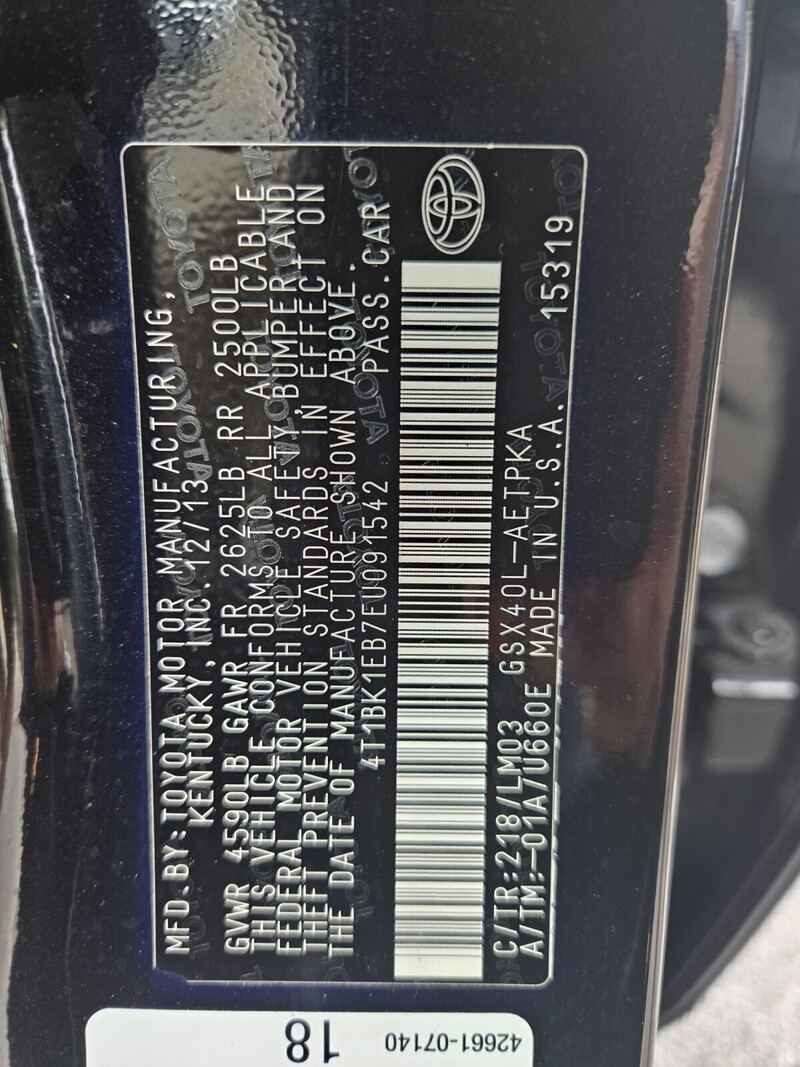 MFD.BY:TOYOTA MOTOR MANUFACTURING,
KENTUCKY, INC.12/13
GVWR 4590LB GAWR FR 2625LB RR 2500LB
THIS VEHICLE CONFORMS TO ALL APPLICABLE
FEDERAL MOTOR VEHICLE SAFETY, BUMPER AND
THEFT PREVENTION STANDARDS IN EFFECT ON
THE DATE OF MANUFACTURE SHOWN ABOVE.
4T1BK1EB7EU091542 PASS.CAR
C/TR:218/LM03 GSX40L-AETPKA
A/TM:-01A/U660E MADE IN U.S.A. 15319
42661-07140
18